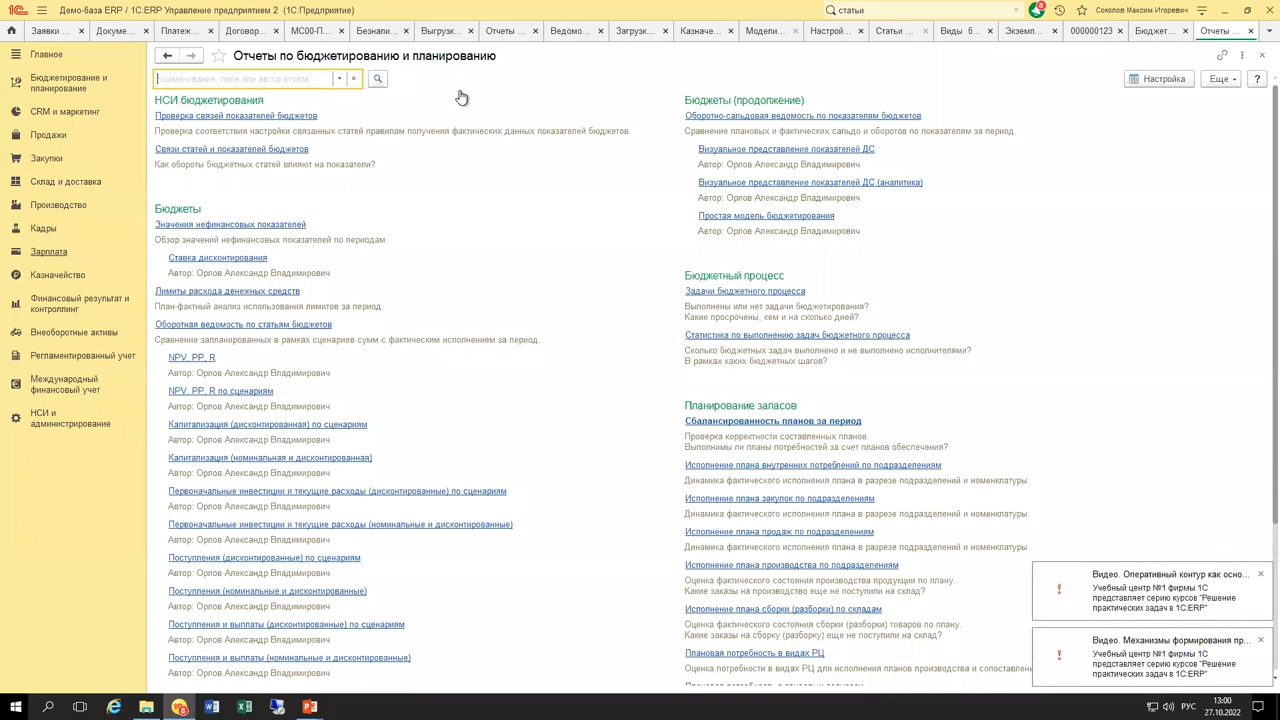 Демо-база ERP / 1С:ERP Управление предприятием 2 (1С:Предприятие)
статьи
Соколов Максим Игоревич
Заявки ...
Докуме...
Платеж...
Договор...
МС00-П...
Безнали...
Выгрузк...
Отчеты ...
Ведомо...
Загрузк...
Казначе...
Модели...
Настрой...
Статьи ...
Виды б...
Экземп...
000000123
Бюджет...
Отчеты ...
Главное
Бюджетирование и
планирование
CRM и маркетинг
Продажи
Закупки
Склад и доставка
Производство
Кадры
Зарплата
Казначейство
Финансовый результат и
контроллинг
Внеоборотные активы
Регламентированный учет
Международный
финансовый учет
НСИ и
администрирование
Отчеты по бюджетированию и планированию
Наименование, поле или автор отчета
Настройка
Еще
?
НСИ бюджетирования
Проверка связей показателей бюджетов
Проверка соответствия настройки связанных статей правилам получения фактических данных показателей бюджетов.
Связи статей и показателей бюджетов
Как обороты бюджетных статей влияют на показатели?
Бюджеты
Значения нефинансовых показателей
Обзор значений нефинансовых показателей по периодам.
Ставка дисконтирования
Автор: Орлов Александр Владимирович
Лимиты расхода денежных средств
План-фактный анализ использования лимитов за период.
Оборотная ведомость по статьям бюджетов
Сравнение запланированных в рамках сценариев сумм с фактическим исполнением за период.
NPV, PP, R
Автор: Орлов Александр Владимирович
NPV, PP, R по сценариям
Автор: Орлов Александр Владимирович
Капитализация (дисконтированная) по сценариям
Автор: Орлов Александр Владимирович
Капитализация (номинальная и дисконтированная)
Автор: Орлов Александр Владимирович
Первоначальные инвестиции и текущие расходы (дисконтированные) по сценариям
Автор: Орлов Александр Владимирович
Первоначальные инвестиции и текущие расходы (номинальные и дисконтированные)
Автор: Орлов Александр Владимирович
Поступления (дисконтированные) по сценариям
Автор: Орлов Александр Владимирович
Поступления (номинальные и дисконтированные)
Автор: Орлов Александр Владимирович
Поступления и выплаты (дисконтированные) по сценариям
Автор: Орлов Александр Владимирович
Поступления и выплаты (номинальные и дисконтированные)
Автор: Орлов Александр Владимирович
Бюджеты (продолжение)
Оборотно-сальдовая ведомость по показателям бюджетов
Сравнение плановых и фактических сальдо и оборотов по показателям за период.
Визуальное представление показателей ДС
Автор: Орлов Александр Владимирович
Визуальное представление показателей ДС (аналитика)
Автор: Орлов Александр Владимирович
Простая модель бюджетирования
Автор: Орлов Александр Владимирович
Бюджетный процесс
Задачи бюджетного процесса
Выполнены или нет задачи бюджетирования?
Какие просрочены, кем и на сколько дней?
Статистика по выполнению задач бюджетного процесса
Сколько бюджетных задач выполнено и не выполнено исполнителями?
В рамках каких бюджетных шагов?
Планирование запасов
Сбалансированность планов за период
Проверка корректности составленных планов.
Выполнимы ли планы потребностей за счет планов обеспечения?
Исполнение плана внутренних потреблений по подразделениям
Динамика фактического исполнения плана в разрезе подразделений и номенклатуры
Исполнение плана закупок по подразделениям
Динамика фактического исполнения плана в разрезе подразделений и номенклатуры
Исполнение плана продаж по подразделениям
Динамика фактического исполнения плана в разрезе подразделений и номенклатуры
Исполнение плана производства по подразделениям
Оценка фактического состояния производства продукции по плану.
Какие заказы на производство еще не поступили на склад?
Исполнение плана сборки (разборки) по складам
Оценка фактического состояния сборки (разборки) товаров по плану.
Какие заказы на сборку (разборку) еще не поступили на склад?
Плановая потребность в видах РЦ
Оценка потребности в видах РЦ для исполнения планов производства и сопоставлени
Видео. Оперативный контур как осно...
Учебный центр №1 фирмы 1С
представляет серию курсов "Решение
практических задач в 1С:ERP"
Видео. Механизмы формирования пр...
Учебный центр №1 фирмы 1С
представляет серию курсов "Решение
практических задач в 1С:ERP"
РУС
13:00
27.10.2022